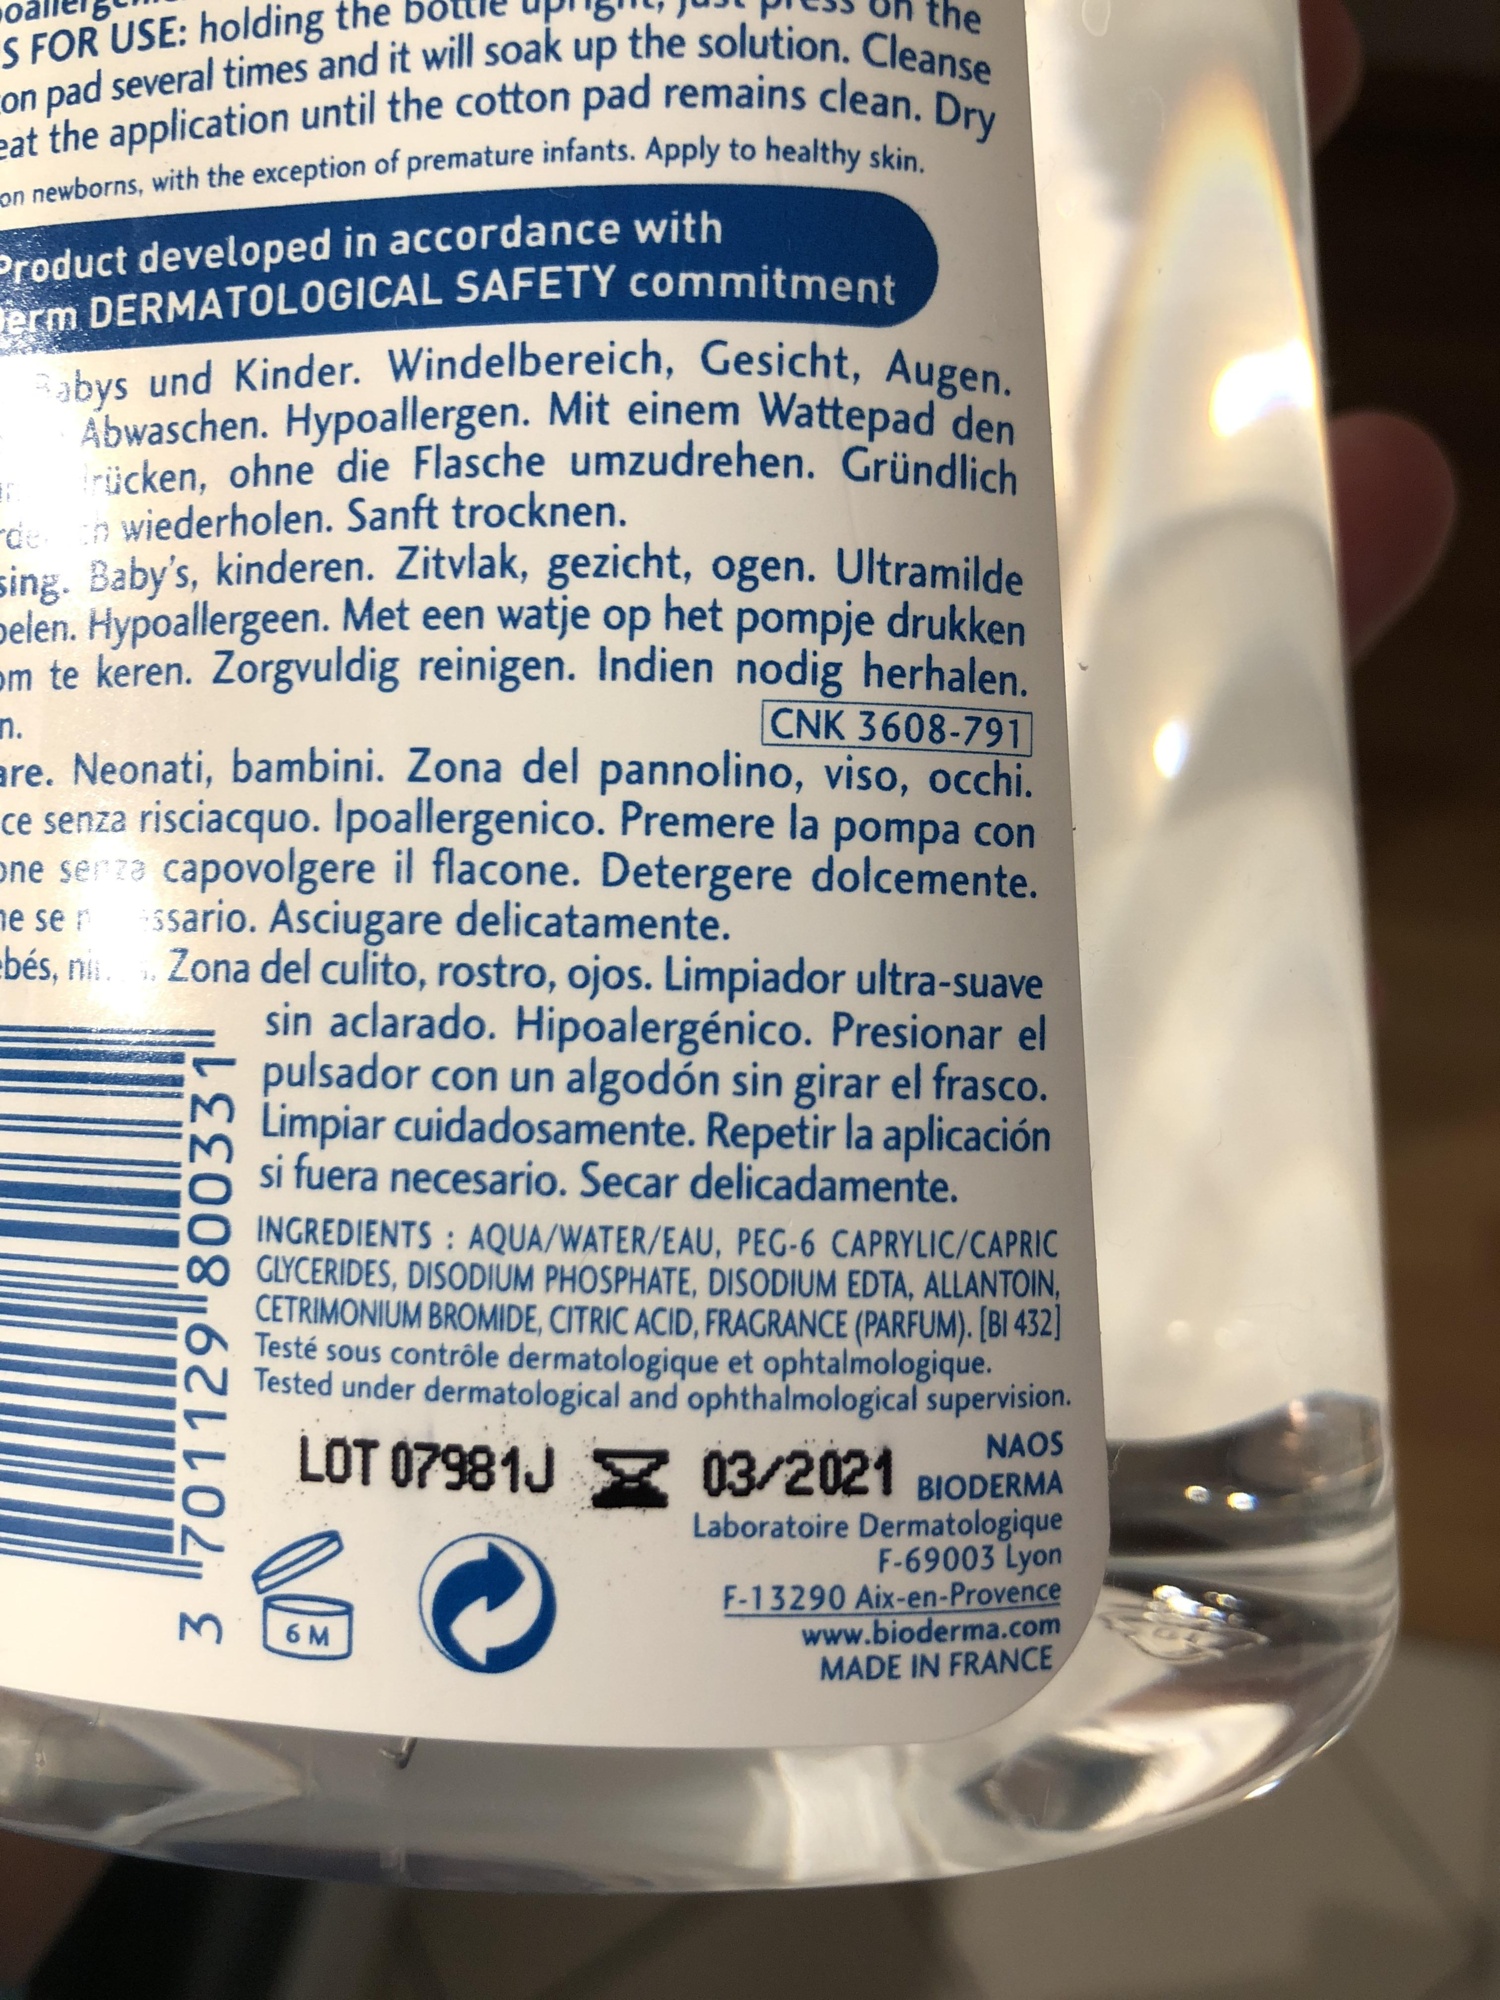 S FOR USE: holding the bottle upright, just press on the
on pad several times and it will soak up the solution. Cleanse
eat the application until the cotton pad remains clean. Dry
on newborns, with the exception of premature infants. Apply to healthy skin.
Product developed in accordance with
Derm DERMATOLOGICAL SAFETY commitment
Babys und Kinder. Windelbereich, Gesicht, Augen.
Abwaschen. Hypoallergen. Mit einem Wattepad den
rücken, ohne die Flasche umzudrehen. Gründlich
wiederholen. Sanft trocknen.
sing. Baby's, kinderen. Zitvlak, gezicht, ogen. Ultramilde
oelen. Hypoallergeen. Met een watje op het pompje drukken
om te keren. Zorgvuldig reinigen. Indien nodig herhalen.
n. CNK 3608-791
are. Neonati, bambini. Zona del pannolino, viso, occhi.
ce senza risciacquo. Ipoallergenico. Premere la pompa con
one senza capovolgere il flacone. Detergere dolcemente.
ne se ssario. Asciugare delicatamente.
bés, Zona del culito, rostro, ojos. Limpiador ultra-suave
sin aclarado. Hipoalergénico. Presionar el
pulsador con un algodón sin girar el frasco.
Limpiar cuidadosamente. Repetir la aplicación
si fuera necesario. Secar delicadamente.
INGREDIENTS : AQUA/WATER/EAU, PEG-6 CAPRYLIC/CAPRIC
GLYCERIDES, DISODIUM PHOSPHATE, DISODIUM EDTA, ALLANTOIN,
CETRIMONIUM BROMIDE, CITRIC ACID, FRAGRANCE (PARFUM). [BI 432]
Testé sous contrôle dermatologique et ophtalmologique.
Tested under dermatological and ophthalmological supervision.
3 701129 800331
LOT 07981J 03/2021
NAOS
BIODERMA
Laboratoire Dermatologique
F-69003 Lyon
F-13290 Aix-en-Provence
www.bioderma.com
MADE IN FRANCE
6 M